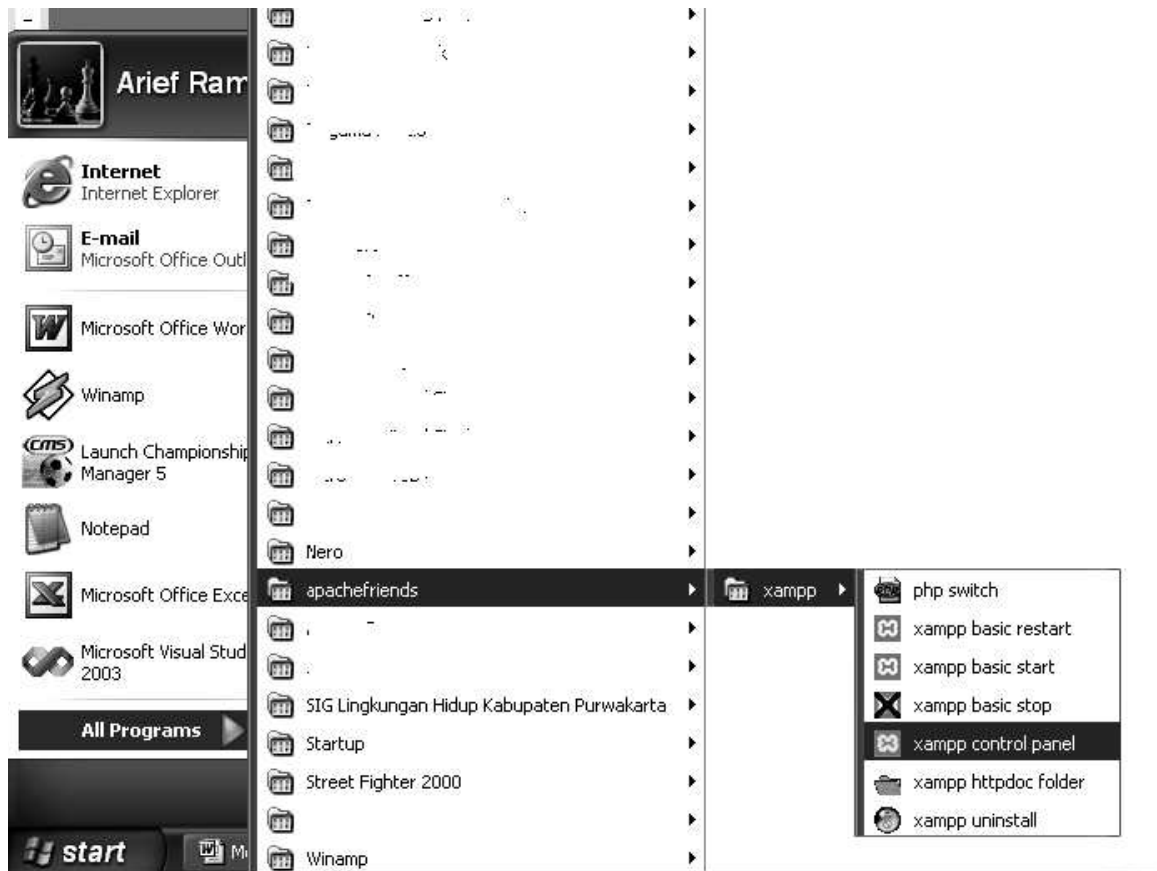 Arief Ram
Internet
Internet Explorer
E-mail
Microsoft Office Outl
Microsoft Office Wor
Winamp
CMS
Launch Championship
Manager 5
Notepad
Microsoft Office Exce
Microsoft Visual Stud
2003
All Programs
start
Nero
apachefriends
SIG Lingkungan Hidup Kabupaten Purwakarta
Startup
Street Fighter 2000
Winamp
xampp
php switch
xampp basic restart
xampp basic start
xampp basic stop
xampp control panel
xampp httpdoc folder
xampp uninstall